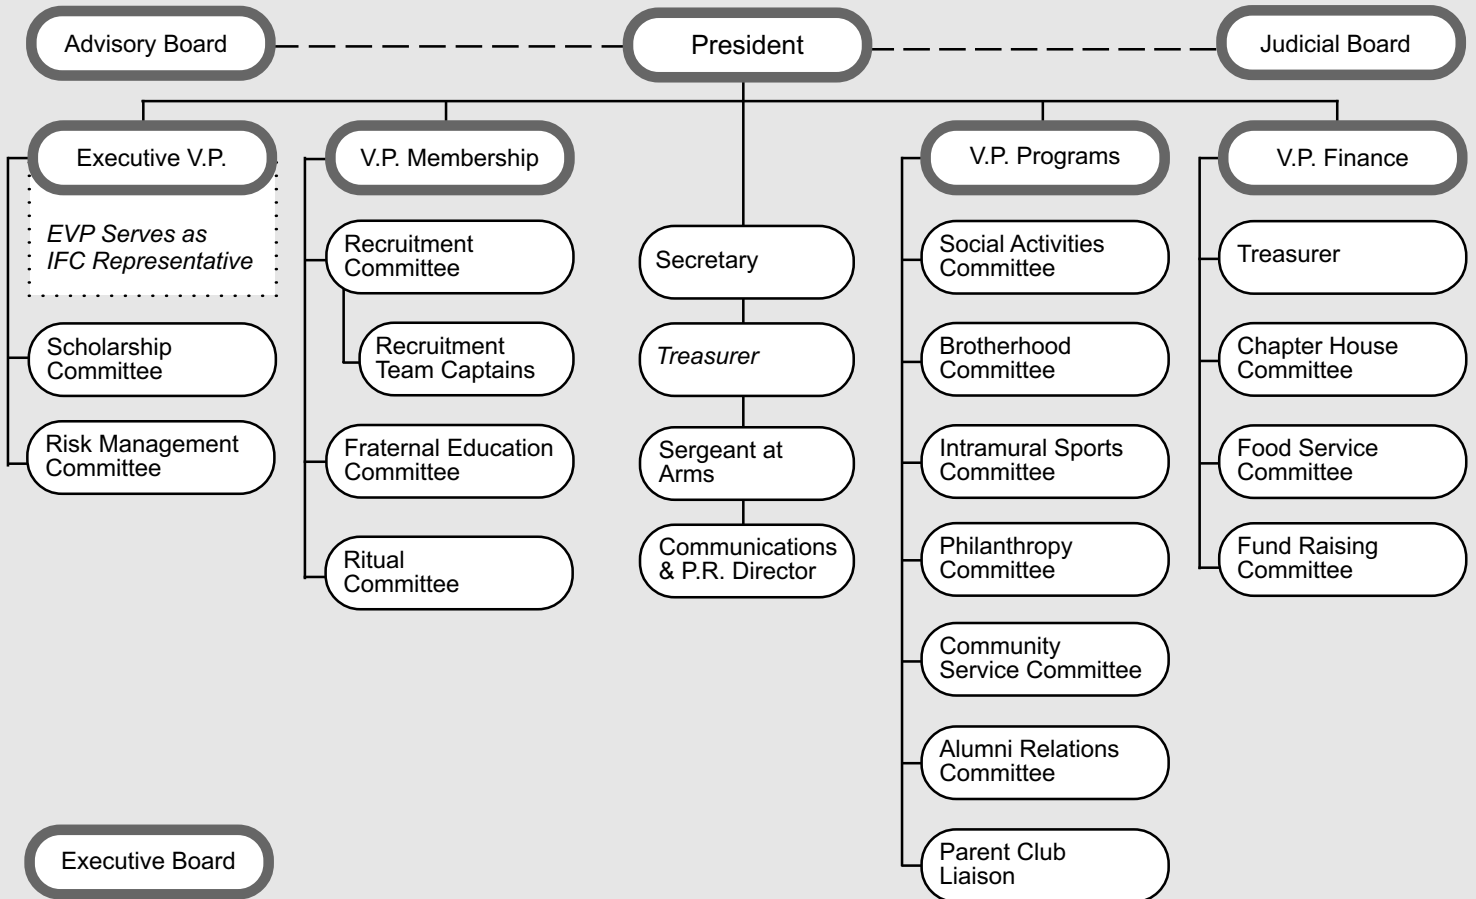 Advisory Board
President
Judicial Board
Executive V.P.
EVP Serves as
IFC Representative
Scholarship
Committee
Risk Management
Committee
V.P. Membership
Recruitment
Committee
Recruitment
Team Captains
Fraternal Education
Committee
Ritual
Committee
Secretary
Treasurer
Sergeant at
Arms
Communications
& P.R. Director
V.P. Programs
Social Activities
Committee
Brotherhood
Committee
Intramural Sports
Committee
Philanthropy
Committee
Community
Service Committee
Alumni Relations
Committee
Parent Club
Liaison
V.P. Finance
Treasurer
Chapter House
Committee
Food Service
Committee
Fund Raising
Committee
Executive Board